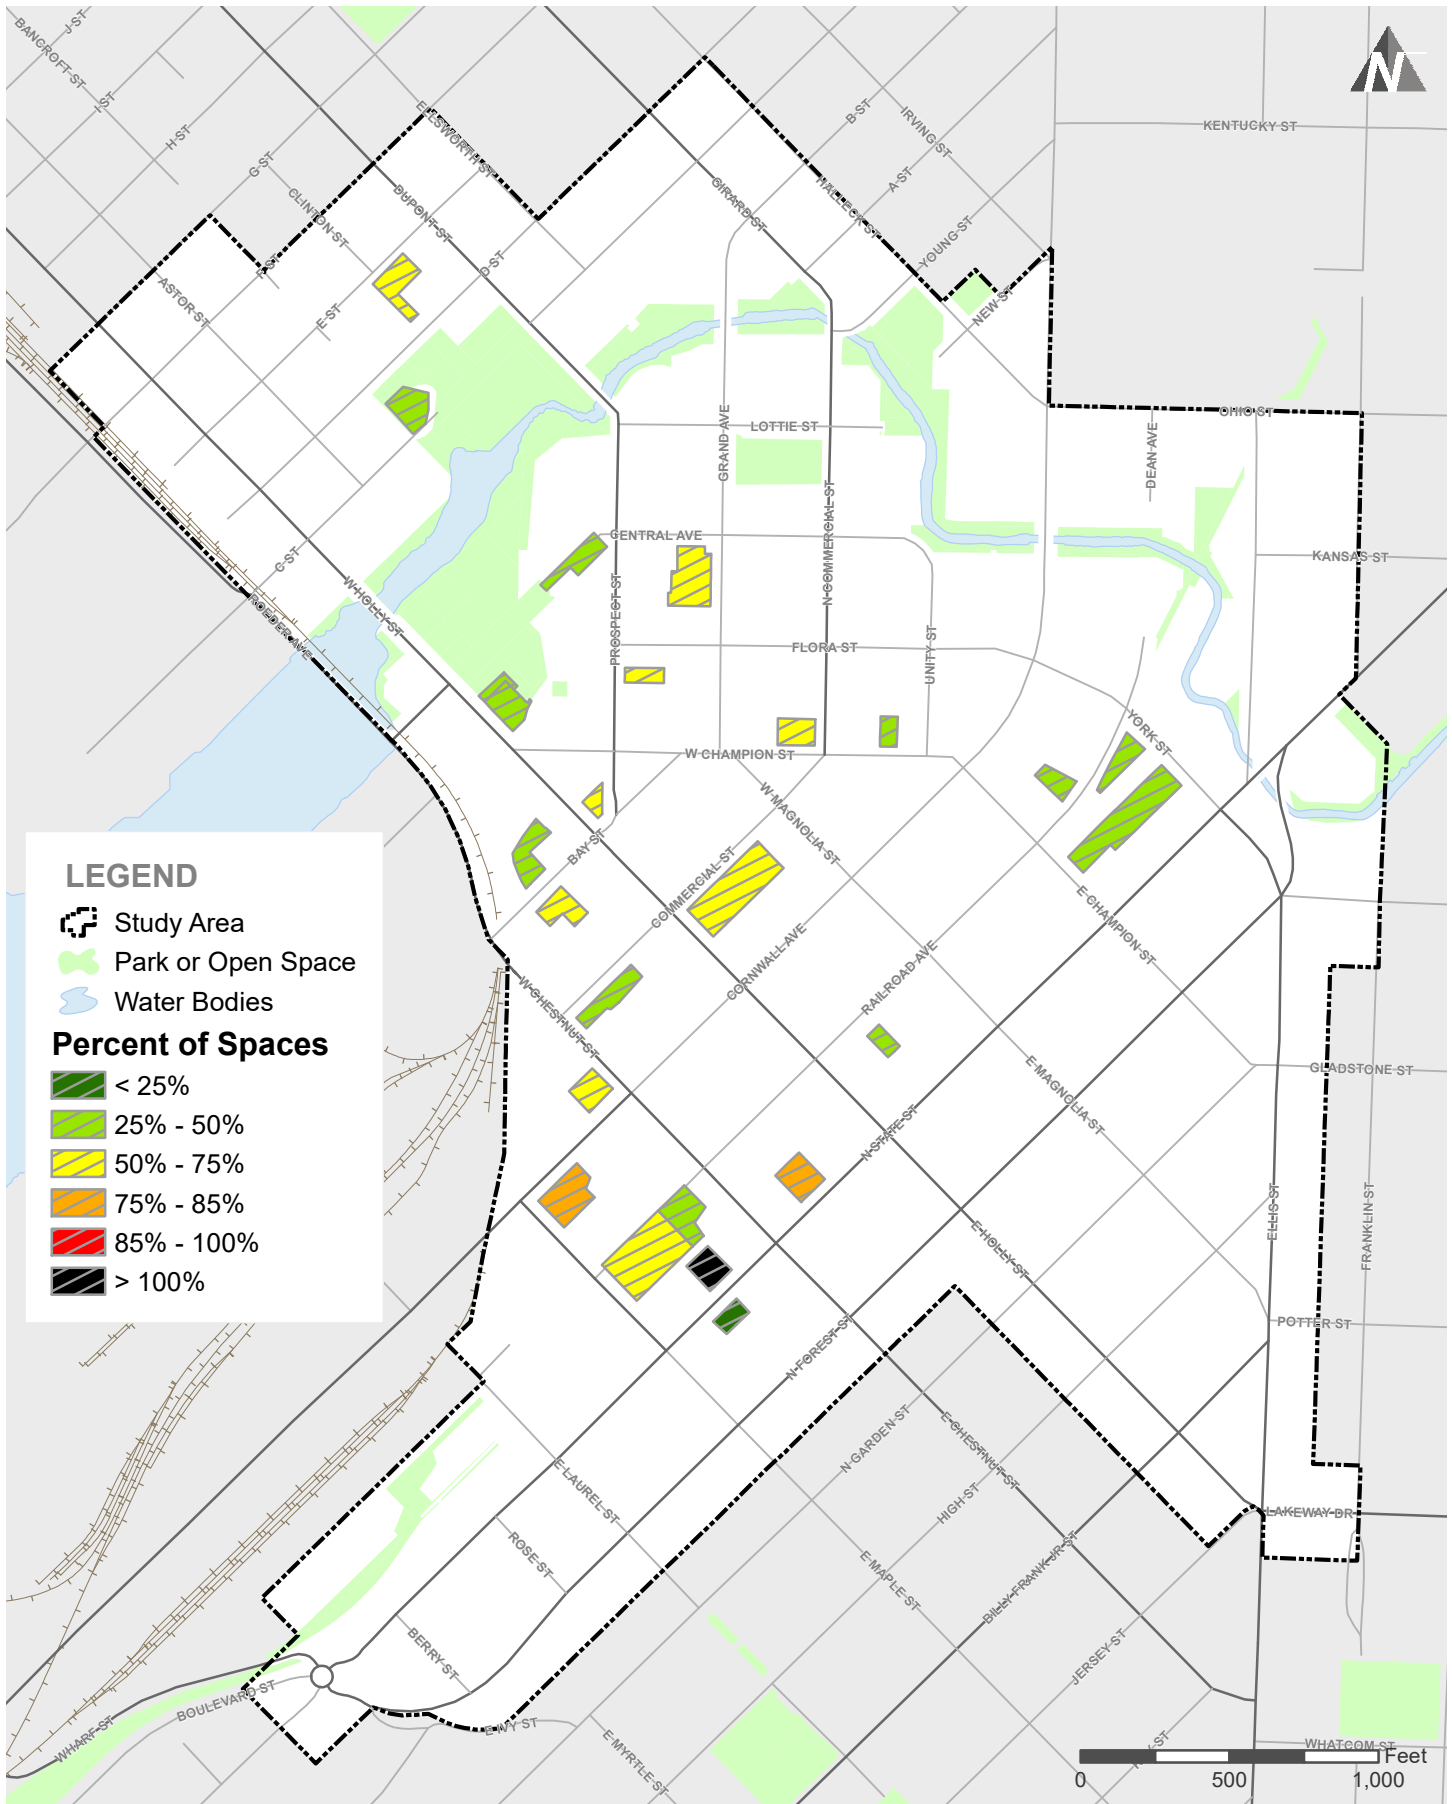 J ST
BANCROFT ST
I ST
H ST
G ST
ELLSWORTH ST
CLINTON ST
DUPONT ST
F ST
D ST
ASTOR ST
E ST
B ST
IRVING ST
A ST
GIRARD ST
HALLECK ST
YOUNG ST
NEW ST
N
KENTUCKY ST
OHIO ST
LOTTIE ST
GRAND AVE
DEAN AVE
CENTRAL AVE
N COMMERCIAL ST
KANSAS ST
C ST
W HOLLY ST
ROEDER AVE
PROSPECT ST
FLORA ST
UNITY ST
YORK ST
W CHAMPION ST
W MAGNOLIA ST
BAY ST
COMMERCIAL ST
CORNWALL AVE
RAILROAD AVE
E CHAMPION ST
W CHESTNUT ST
E MAGNOLIA ST
GLADSTONE ST
N STATE ST
E HOLLY ST
ELLIS ST
FRANKLIN ST
POTTER ST
N FOREST ST
N GARDEN ST
E CHESTNUT ST
HIGH ST
LAKEWAY DR
E LAUREL ST
ROSE ST
E MAPLE ST
BILLY FRANK JR ST
BERRY ST
JERSEY ST
BOULEVARD ST
WHARF ST
E IVY ST
E MYRTLE ST
WHATCOM ST
LEGEND
Study Area
Park or Open Space
Water Bodies
Percent of Spaces
< 25%
25% - 50%
50% - 75%
75% - 85%
85% - 100%
> 100%
Feet
0 500 1,000